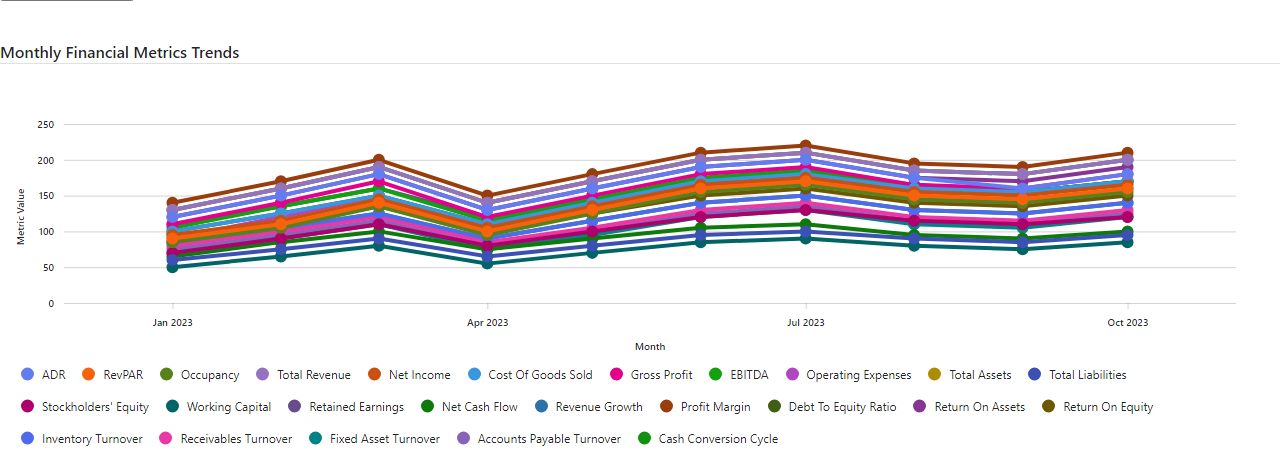 Monthly Financial Metrics Trends
250
200
150
100
50
0
Metric Value
Jan 2023 Apr 2023 Jul 2023 Oct 2023
Month
ADR RevPAR Occupancy Total Revenue Net Income Cost Of Goods Sold Gross Profit EBITDA Operating Expenses Total Assets Total Liabilities
Stockholders' Equity Working Capital Retained Earnings Net Cash Flow Revenue Growth Profit Margin Debt To Equity Ratio Return On Assets Return On Equity
Inventory Turnover Receivables Turnover Fixed Asset Turnover Accounts Payable Turnover Cash Conversion Cycle